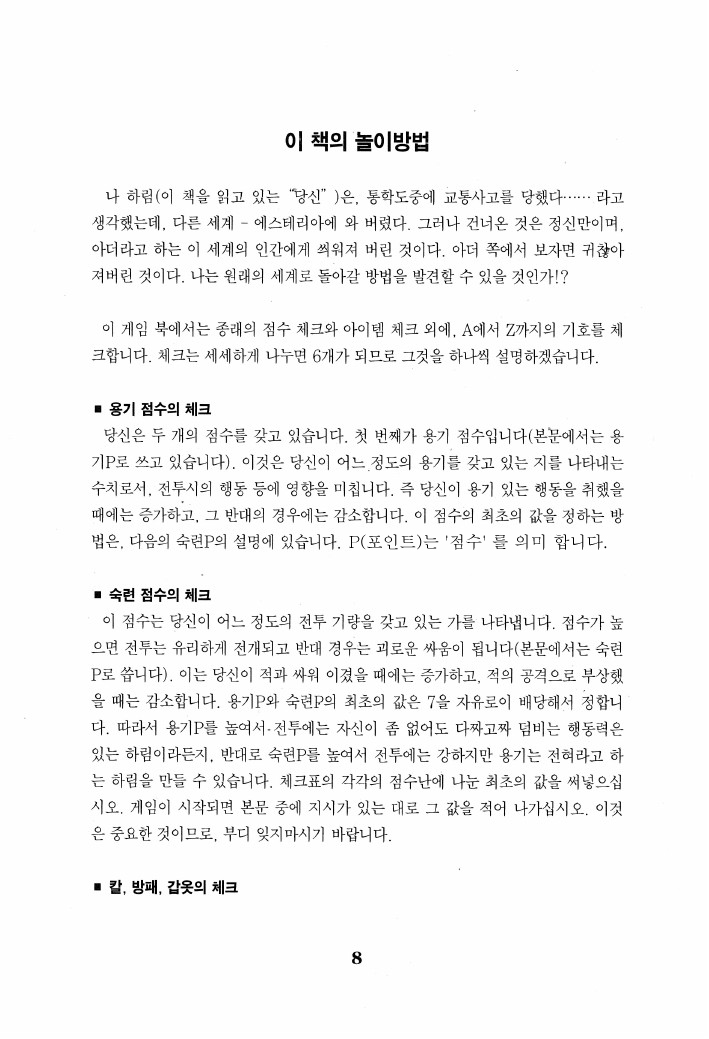 이 책의 놀이방법
나 하림(이 책을 읽고 있는 "당신" )은, 통학도중에 교통사고를 당했다…… 라고
생각했는데, 다른 세계 – 에스테리아에 와 버렸다. 그러나 건너온 것은 정신만이며,
아더라고 하는 이 세계의 인간에게 씌워져 버린 것이다. 아더 쪽에서 보자면 귀찮아
져버린 것이다. 나는 원래의 세계로 돌아갈 방법을 발견할 수 있을 것인가!?
이 게임 북에서는 종래의 점수 체크와 아이템 체크 외에, A에서 Z까지의 기호를 체
크합니다. 체크는 세세하게 나누면 6개가 되므로 그것을 하나씩 설명하겠습니다.
■ 용기 점수의 체크
당신은 두 개의 점수를 갖고 있습니다. 첫 번째가 용기 점수입니다(본문에서는 용
기P로 쓰고 있습니다). 이것은 당신이 어느 정도의 용기를 갖고 있는 지를 나타내는
수치로서, 전투시의 행동 등에 영향을 미칩니다. 즉 당신이 용기 있는 행동을 취했을
때에는 증가하고, 그 반대의 경우에는 감소합니다. 이 점수의 최초의 값을 정하는 방
법은, 다음의 숙련P의 설명에 있습니다. P(포인트)는 '점수' 를 의미 합니다.
■ 숙련 점수의 체크
이 점수는 당신이 어느 정도의 전투 기량을 갖고 있는 가를 나타냅니다. 점수가 높
으면 전투는 유리하게 전개되고 반대 경우는 괴로운 싸움이 됩니다(본문에서는 숙련
P로 씁니다). 이는 당신이 적과 싸워 이겼을 때에는 증가하고, 적의 공격으로 부상했
을 때는 감소합니다. 용기P와 숙련P의 최초의 값은 7을 자유로이 배당해서 정합니
다. 따라서 용기P를 높여서 전투에는 자신이 좀 없어도 다짜고짜 덤비는 행동력은
있는 하림이라든지, 반대로 숙련P를 높여서 전투에는 강하지만 용기는 전혀라고 하
는 하림을 만들 수 있습니다. 체크표의 각각의 점수난에 나눈 최초의 값을 써넣으십
시오. 게임이 시작되면 본문 중에 지시가 있는 대로 그 값을 적어 나가십시오. 이것
은 중요한 것이므로, 부디 잊지마시기 바랍니다.
■ 칼, 방패, 갑옷의 체크
8